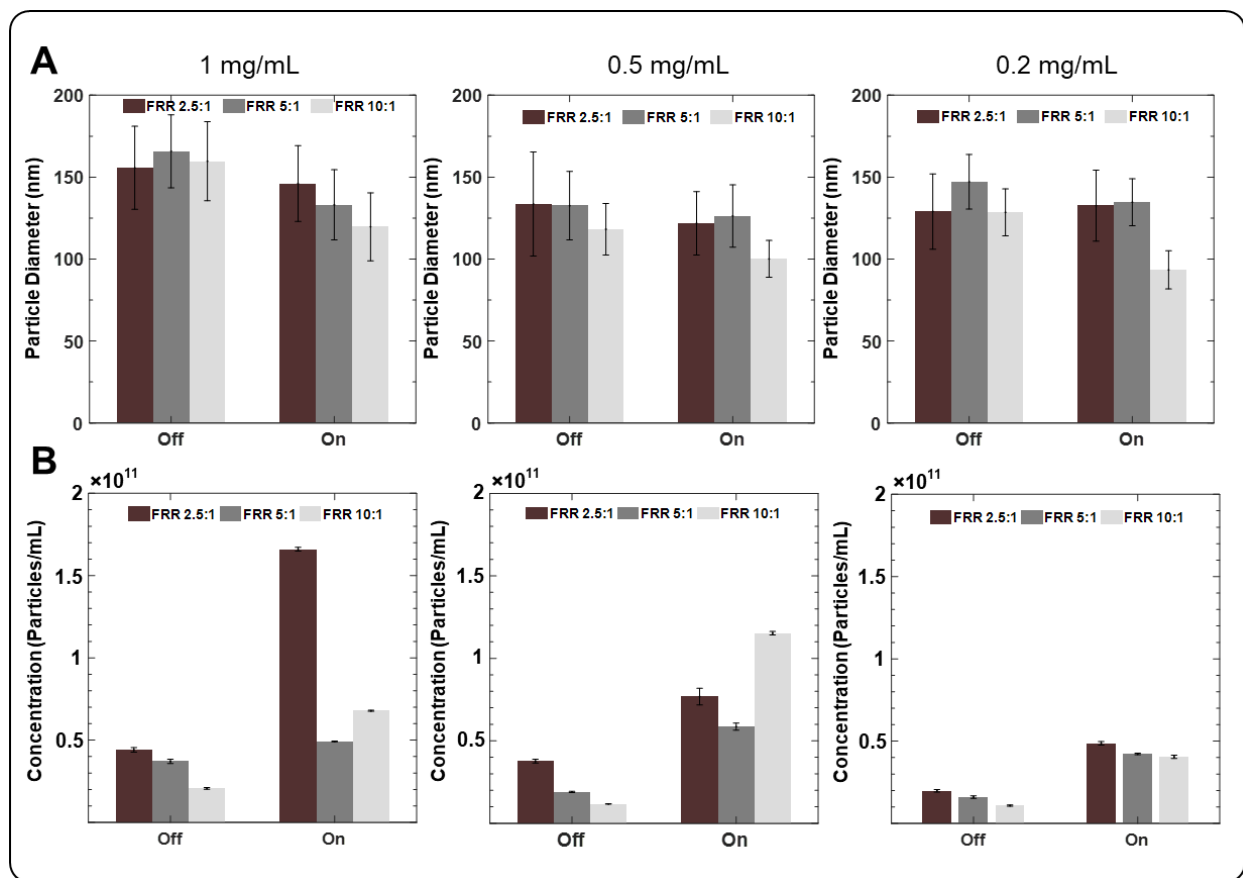 A
1 mg/mL
0.5 mg/mL
0.2 mg/mL
200
150
100
50
0
Particle Diameter (nm)
FRR 2.5:1 FRR 5:1 FRR 10:1
Off On
200
150
100
50
0
Particle Diameter (nm)
FRR 2.5:1 FRR 5:1 FRR 10:1
Off On
200
150
100
50
0
Particle Diameter (nm)
FRR 2.5:1 FRR 5:1 FRR 10:1
Off On
B
×10¹¹
2
1.5
1
0.5
Concentration (Particles/mL)
FRR 2.5:1 FRR 5:1 FRR 10:1
Off On
×10¹¹
2
1.5
1
0.5
Concentration (Particles/mL)
FRR 2.5:1 FRR 5:1 FRR 10:1
Off On
×10¹¹
2
1.5
1
0.5
Concentration (Particles/mL)
FRR 2.5:1 FRR 5:1 FRR 10:1
Off On